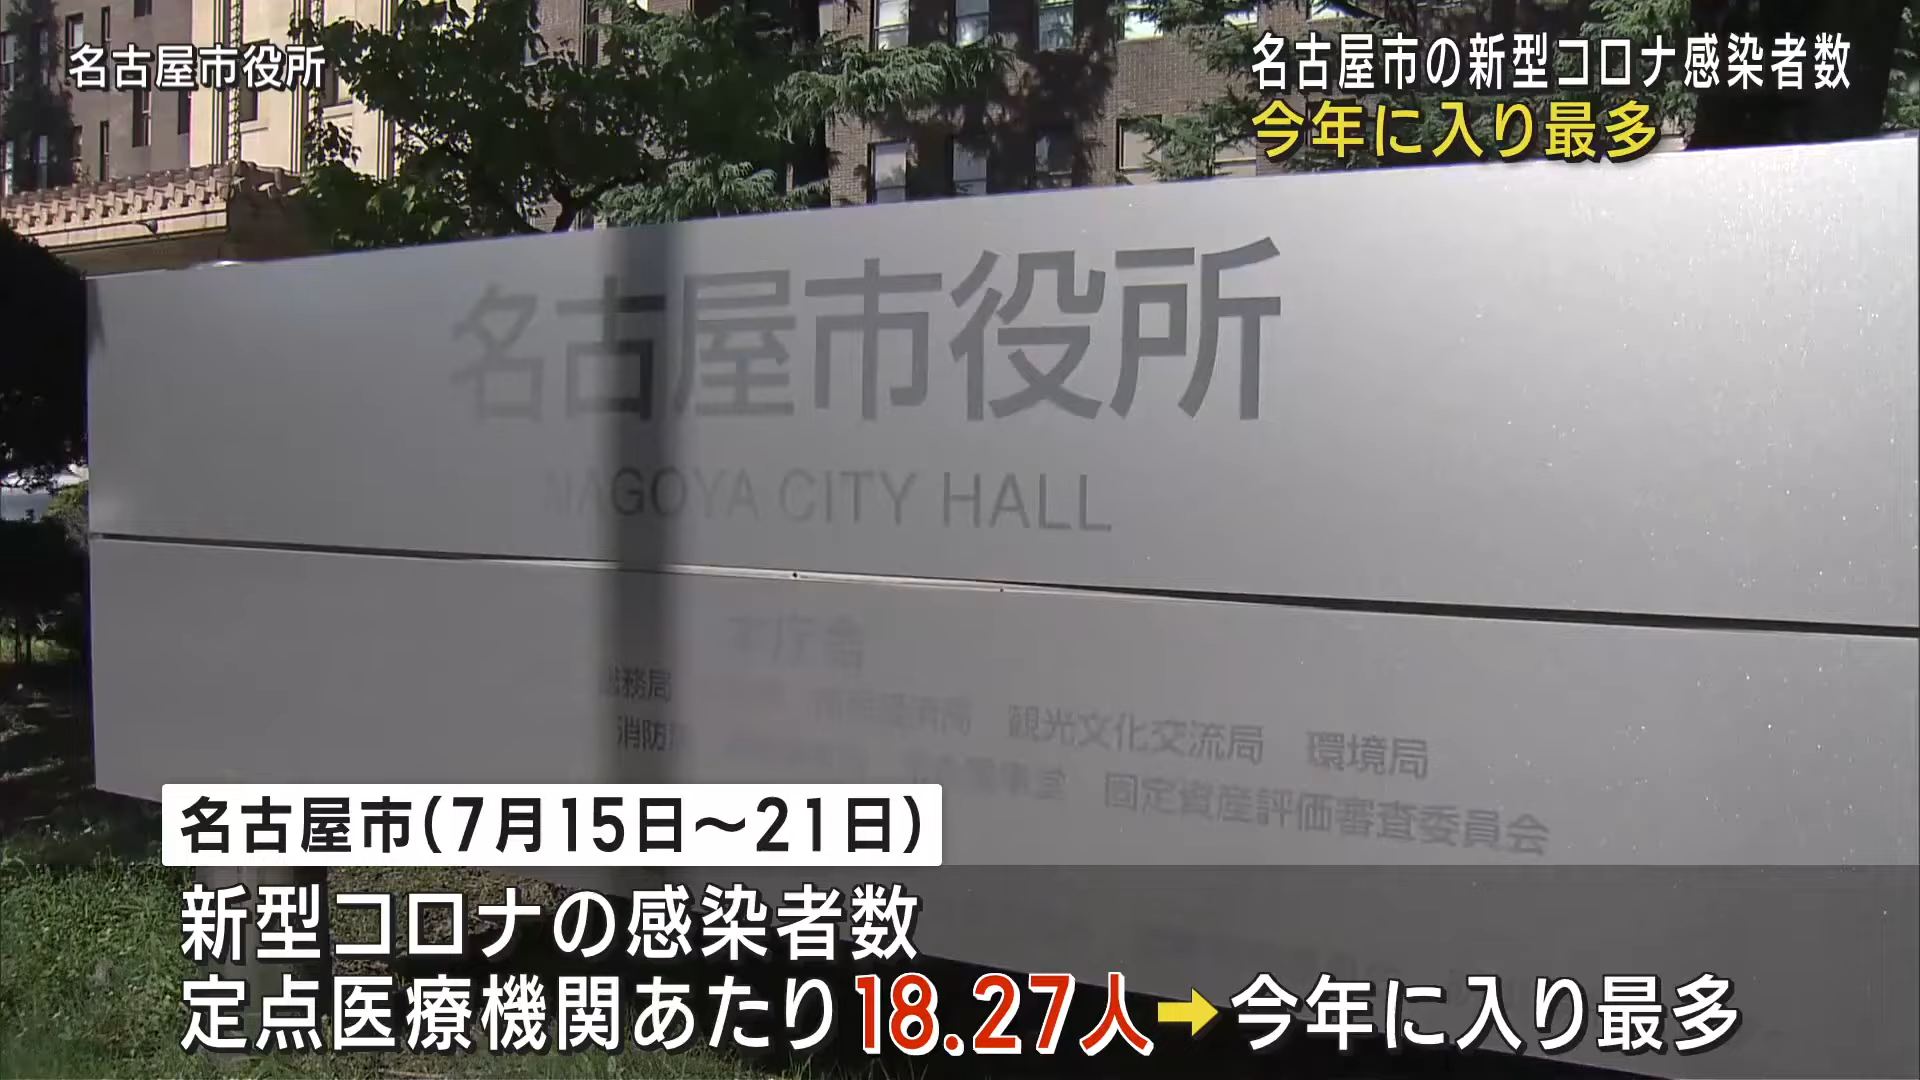 名古屋市役所
名古屋市の新型コロナ感染者数
今年に入り最多
名古屋市役所
NAGOYA CITY HALL
本庁舎
総務局 経済局 観光文化交流局 環境局
消防 固定資産評価審査委員会
名古屋市(7月15日～21日)
新型コロナの感染者数
定点医療機関あたり18.27人➡今年に入り最多